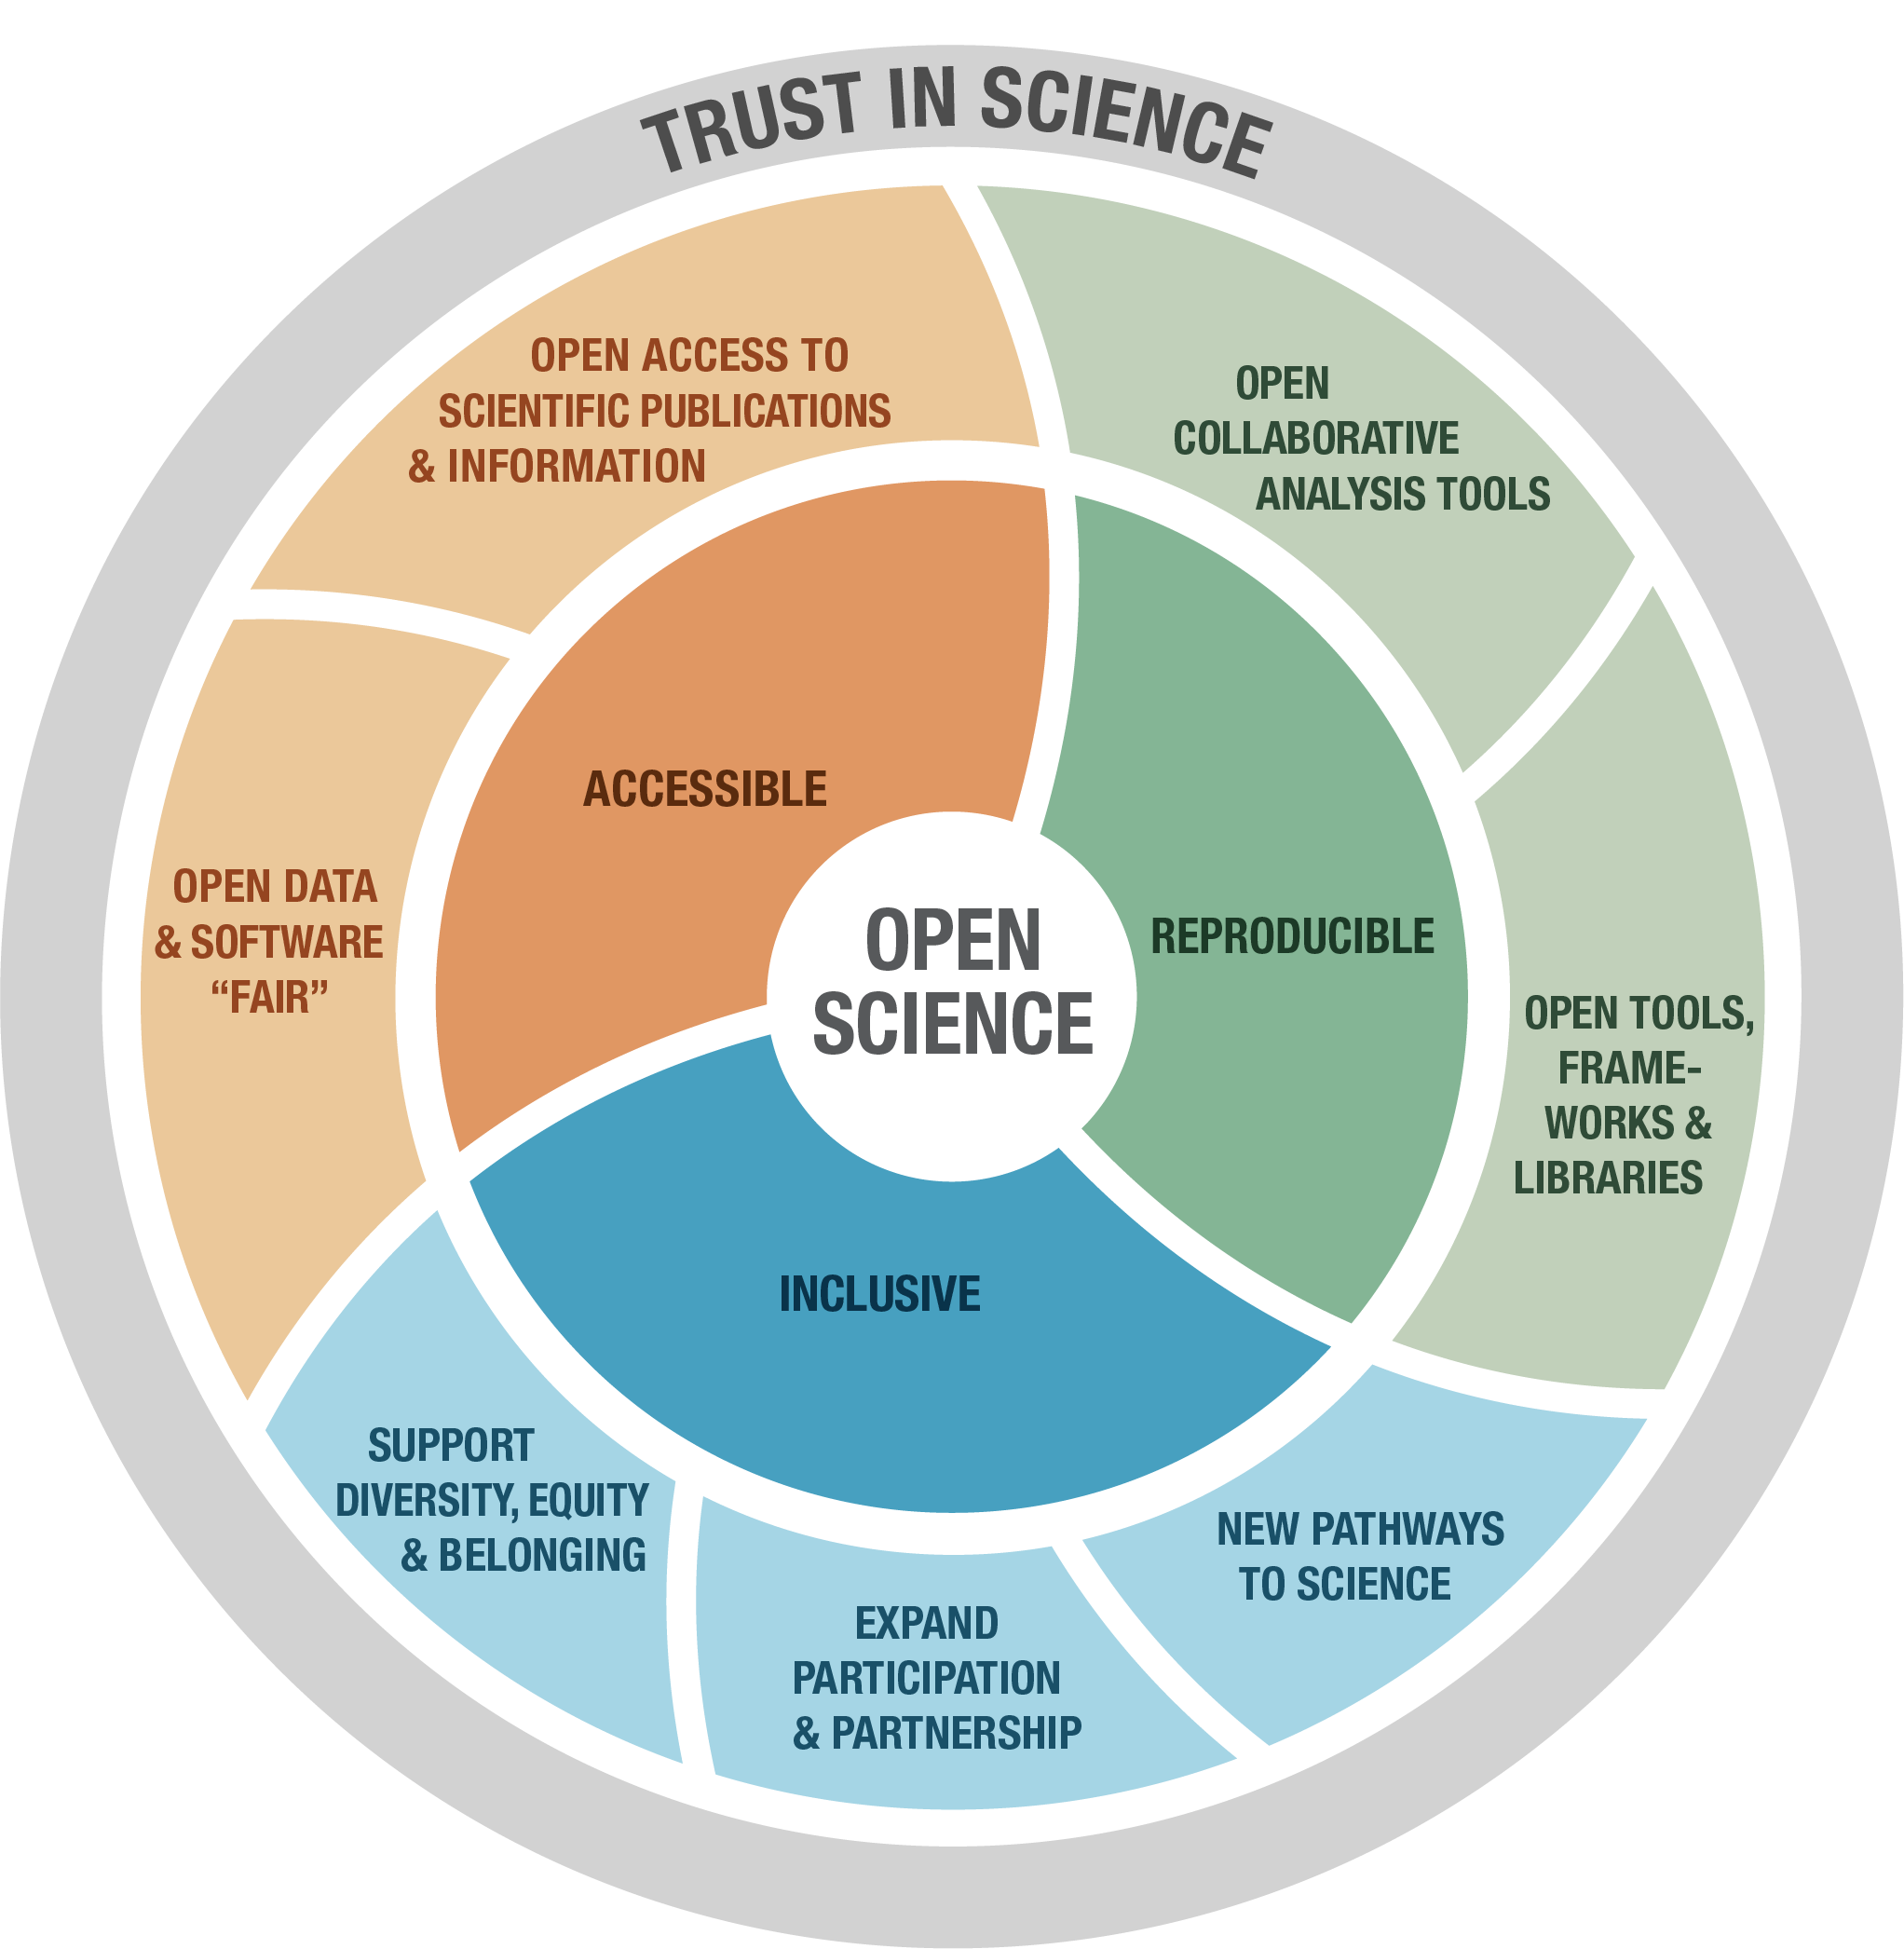 TRUST IN SCIENCE
OPEN ACCESS TO
SCIENTIFIC PUBLICATIONS
& INFORMATION
OPEN
COLLABORATIVE
ANALYSIS TOOLS
ACCESSIBLE
OPEN DATA
& SOFTWARE
“FAIR”
OPEN
SCIENCE
REPRODUCIBLE
OPEN TOOLS,
FRAME-
WORKS &
LIBRARIES
INCLUSIVE
SUPPORT
DIVERSITY, EQUITY
& BELONGING
EXPAND
PARTICIPATION
& PARTNERSHIP
NEW PATHWAYS
TO SCIENCE